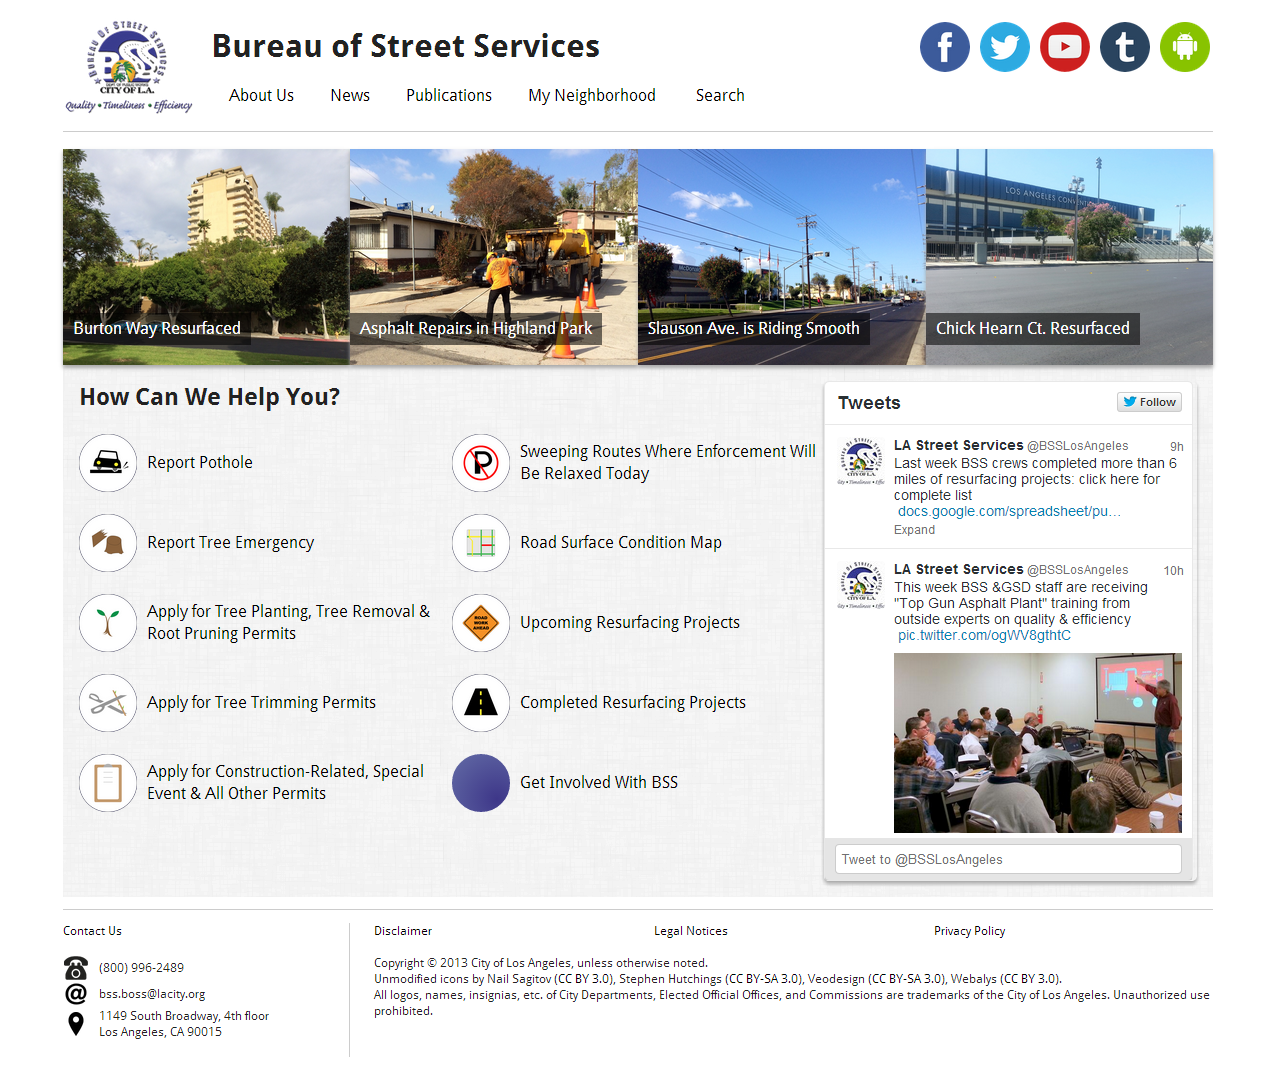 BUREAU OF STREET SERVICES
BSS
DEPT. OF PUBLIC WORKS
CITY OF L.A.
Quality • Timeliness • Efficiency
Bureau of Street Services
About Us News Publications My Neighborhood Search
LOS ANGELES CONVENTION
Burton Way Resurfaced
Asphalt Repairs in Highland Park
Slauson Ave. is Riding Smooth
Chick Hearn Ct. Resurfaced
How Can We Help You?
Report Pothole
Sweeping Routes Where Enforcement Will
Be Relaxed Today
Report Tree Emergency
Road Surface Condition Map
Apply for Tree Planting, Tree Removal &
Root Pruning Permits
ROAD
WORK
AHEAD
Upcoming Resurfacing Projects
Apply for Tree Trimming Permits
Completed Resurfacing Projects
Apply for Construction-Related, Special
Event & All Other Permits
Get Involved With BSS
Tweets
Follow
LA Street Services @BSSLosAngeles 9h
Last week BSS crews completed more than 6
miles of resurfacing projects: click here for
complete list
docs.google.com/spreadsheet/pu…
Expand
LA Street Services @BSSLosAngeles 10h
This week BSS &GSD staff are receiving
"Top Gun Asphalt Plant" training from
outside experts on quality & efficiency
pic.twitter.com/ogWV8gthtC
Tweet to @BSSLosAngeles
Contact Us
(800) 996-2489
bss.boss@lacity.org
1149 South Broadway, 4th floor
Los Angeles, CA 90015
Disclaimer Legal Notices Privacy Policy
Copyright © 2013 City of Los Angeles, unless otherwise noted.
Unmodified icons by Nail Sagitov (CC BY 3.0), Stephen Hutchings (CC BY-SA 3.0), Veodesign (CC BY-SA 3.0), Webalys (CC BY 3.0).
All logos, names, insignias, etc. of City Departments, Elected Official Offices, and Commissions are trademarks of the City of Los Angeles. Unauthorized use
prohibited.